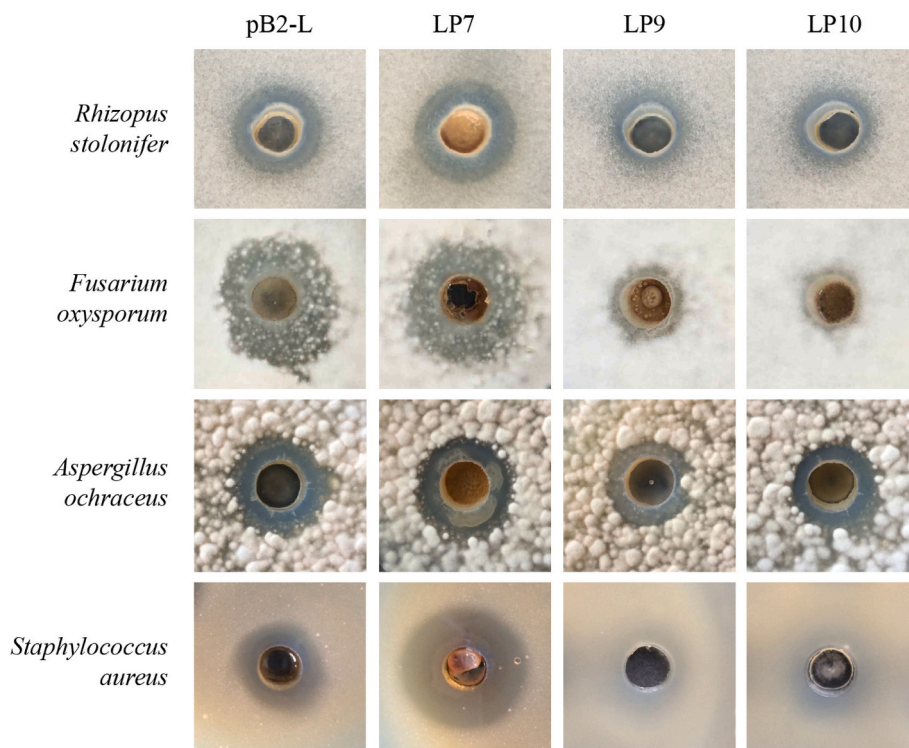 pB2-L LP7 LP9 LP10
Rhizopus
stolonifer
Fusarium
oxysporum
Aspergillus
ochraceus
Staphylococcus
aureus